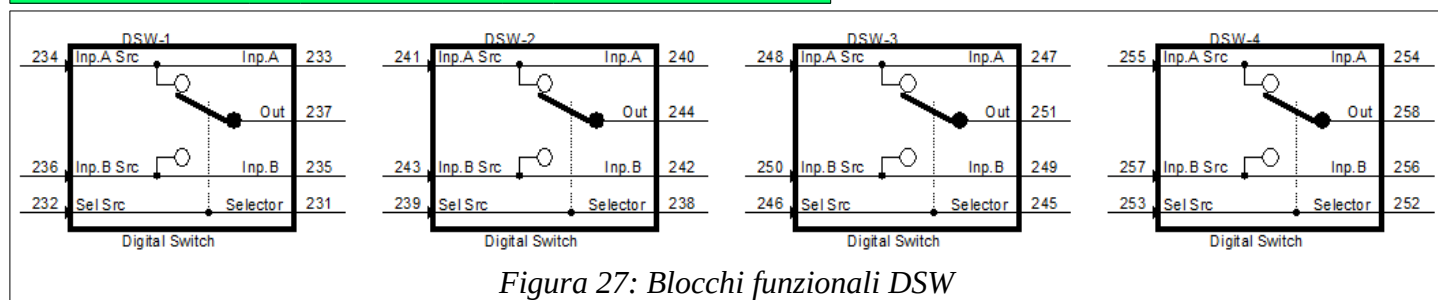 DSW-1 DSW-2 DSW-3 DSW-4
234 Inp.A Src Inp.A 233 241 Inp.A Src Inp.A 240 248 Inp.A Src Inp.A 247 255 Inp.A Src Inp.A 254
Out 237 Out 244 Out 251 Out 258
236 Inp.B Src Inp.B 235 243 Inp.B Src Inp.B 242 250 Inp.B Src Inp.B 249 257 Inp.B Src Inp.B 256
232 Sel Src Selector 231 239 Sel Src Selector 238 246 Sel Src Selector 245 253 Sel Src Selector 252
Digital Switch Digital Switch Digital Switch Digital Switch
Figura 27: Blocchi funzionali DSW